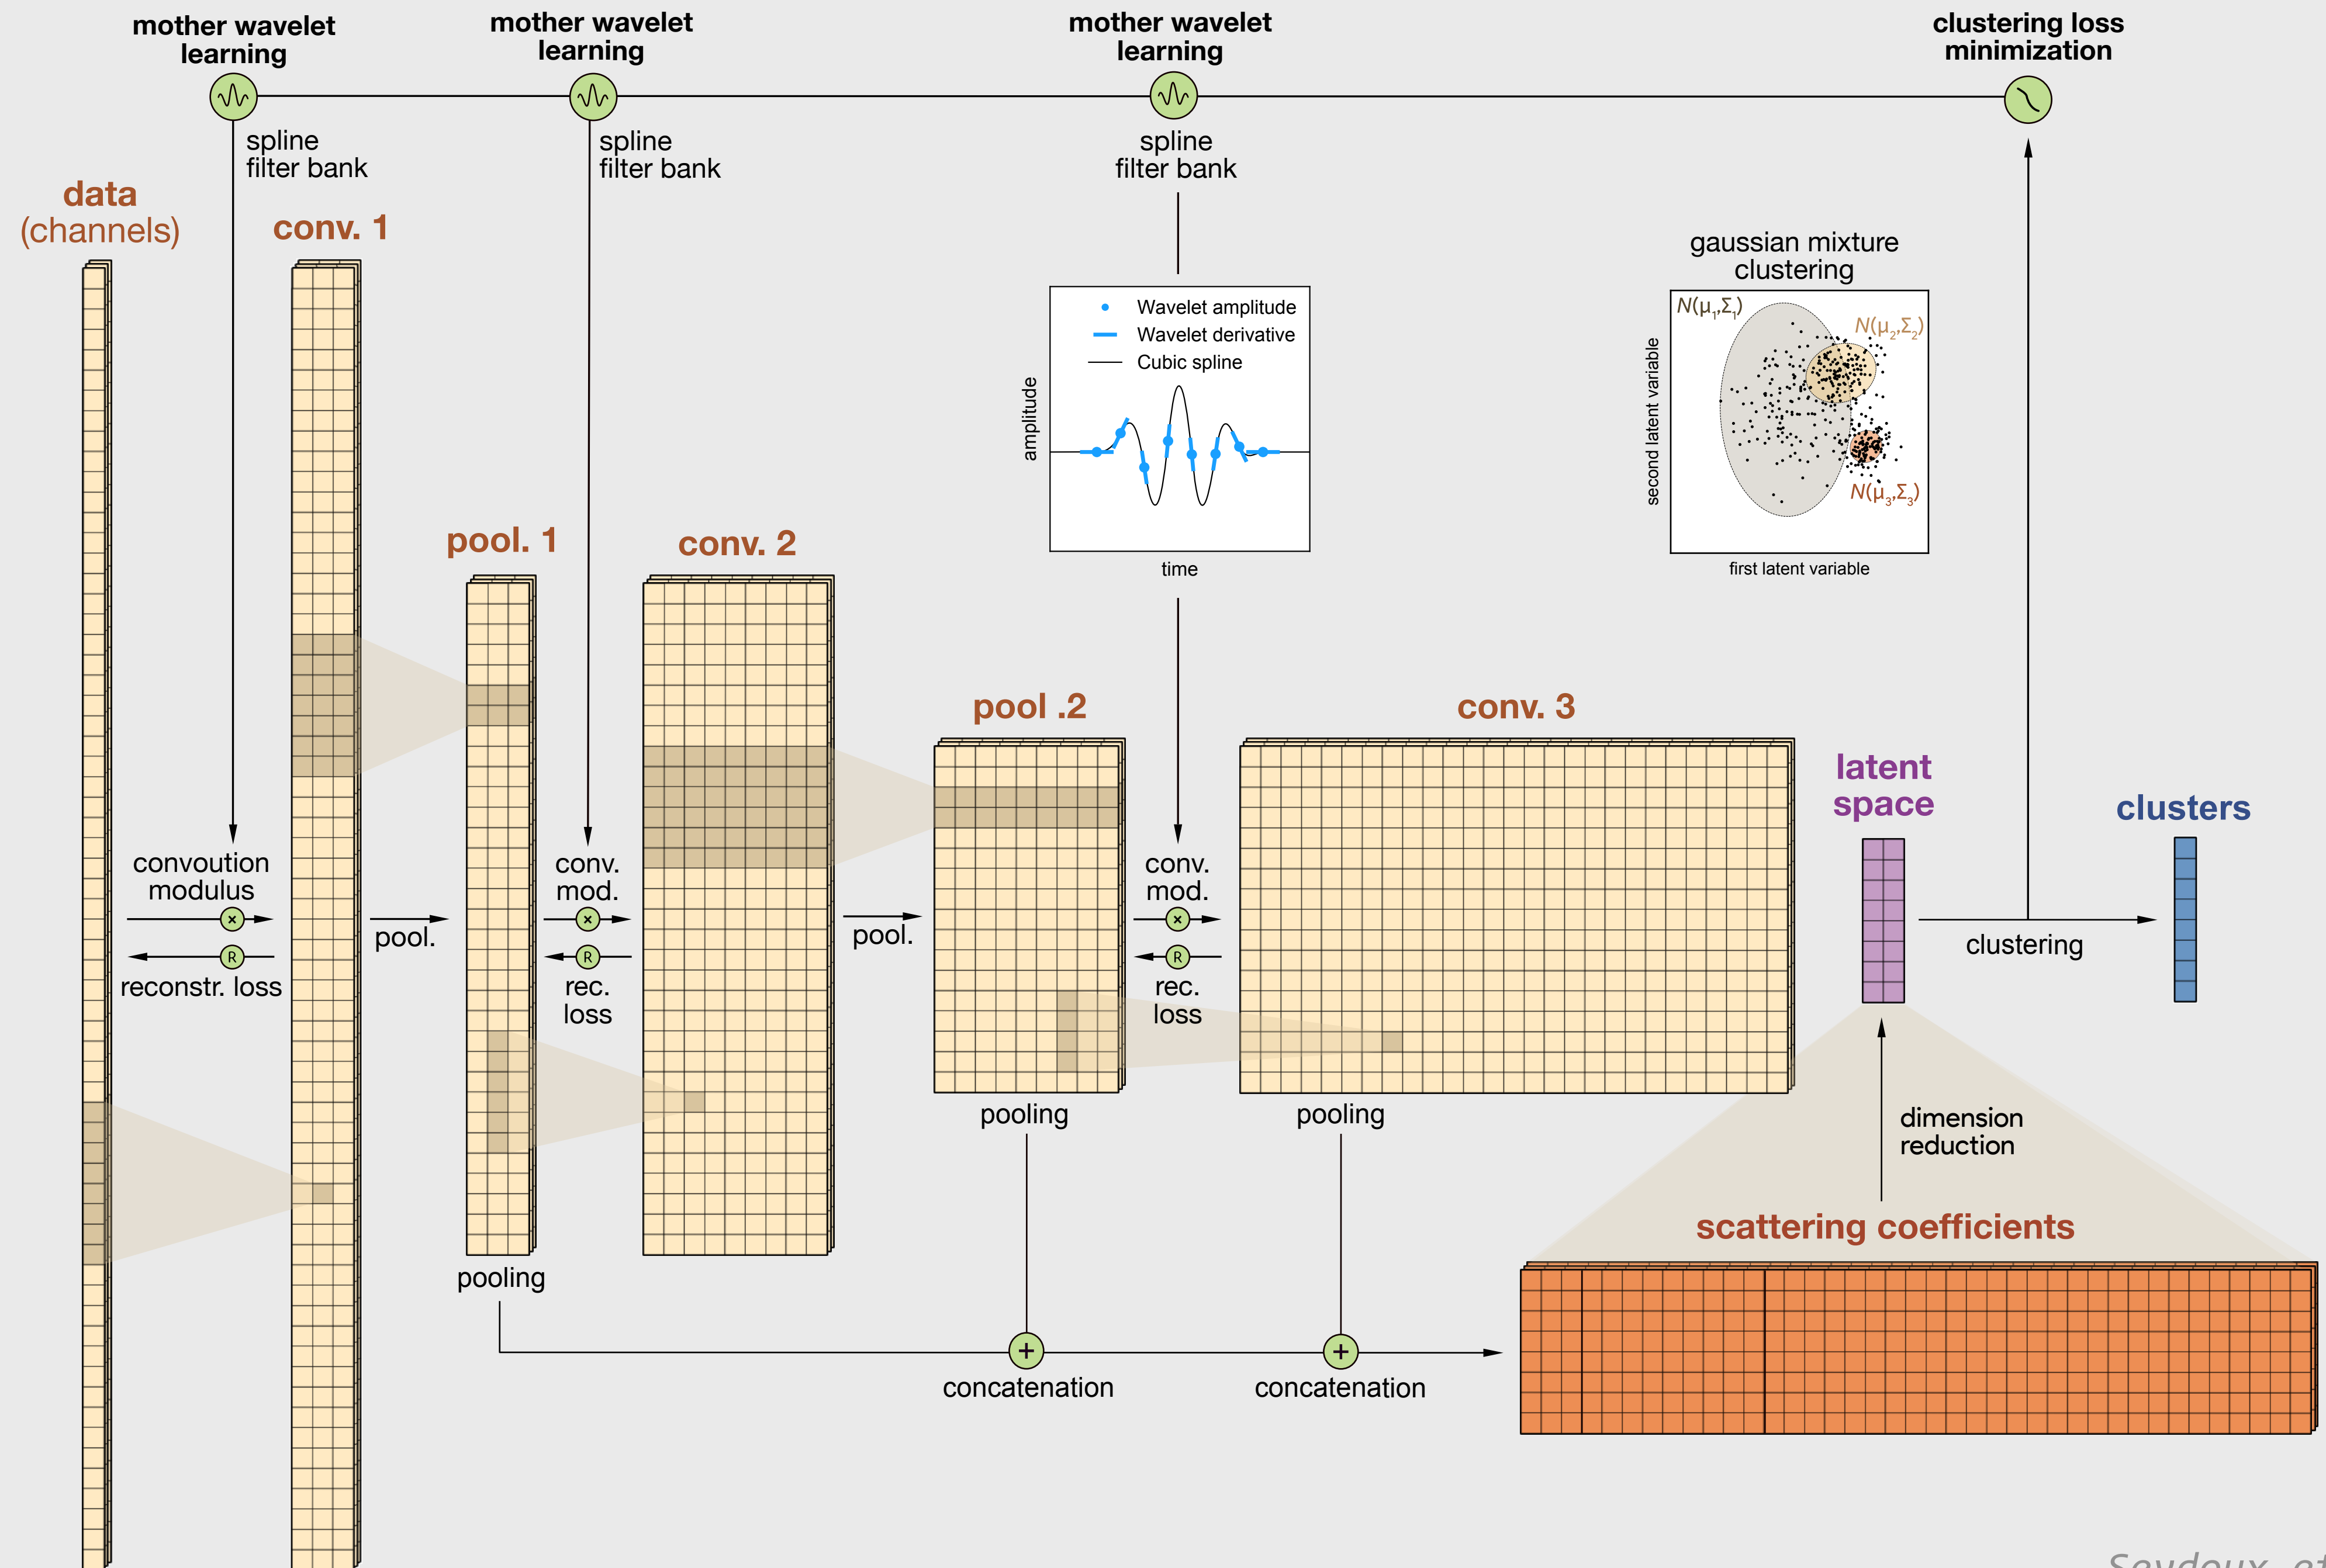 mother wavelet
learning
mother wavelet
learning
mother wavelet
learning
clustering loss
minimization
spline
filter bank
spline
filter bank
spline
filter bank
data
(channels)
conv. 1
gaussian mixture
clustering
Wavelet amplitude
Wavelet derivative
Cubic spline
amplitude
time
N(μ1,Σ1)
N(μ2,Σ2)
N(μ3,Σ3)
second latent variable
first latent variable
pool. 1
conv. 2
pool .2
conv. 3
latent
space
clusters
convoution
modulus
×
R
reconstr. loss
pool.
conv.
mod.
×
R
rec.
loss
pool.
conv.
mod.
×
R
rec.
loss
clustering
pooling
pooling
dimension
reduction
scattering coefficients
pooling
+
+
concatenation
concatenation